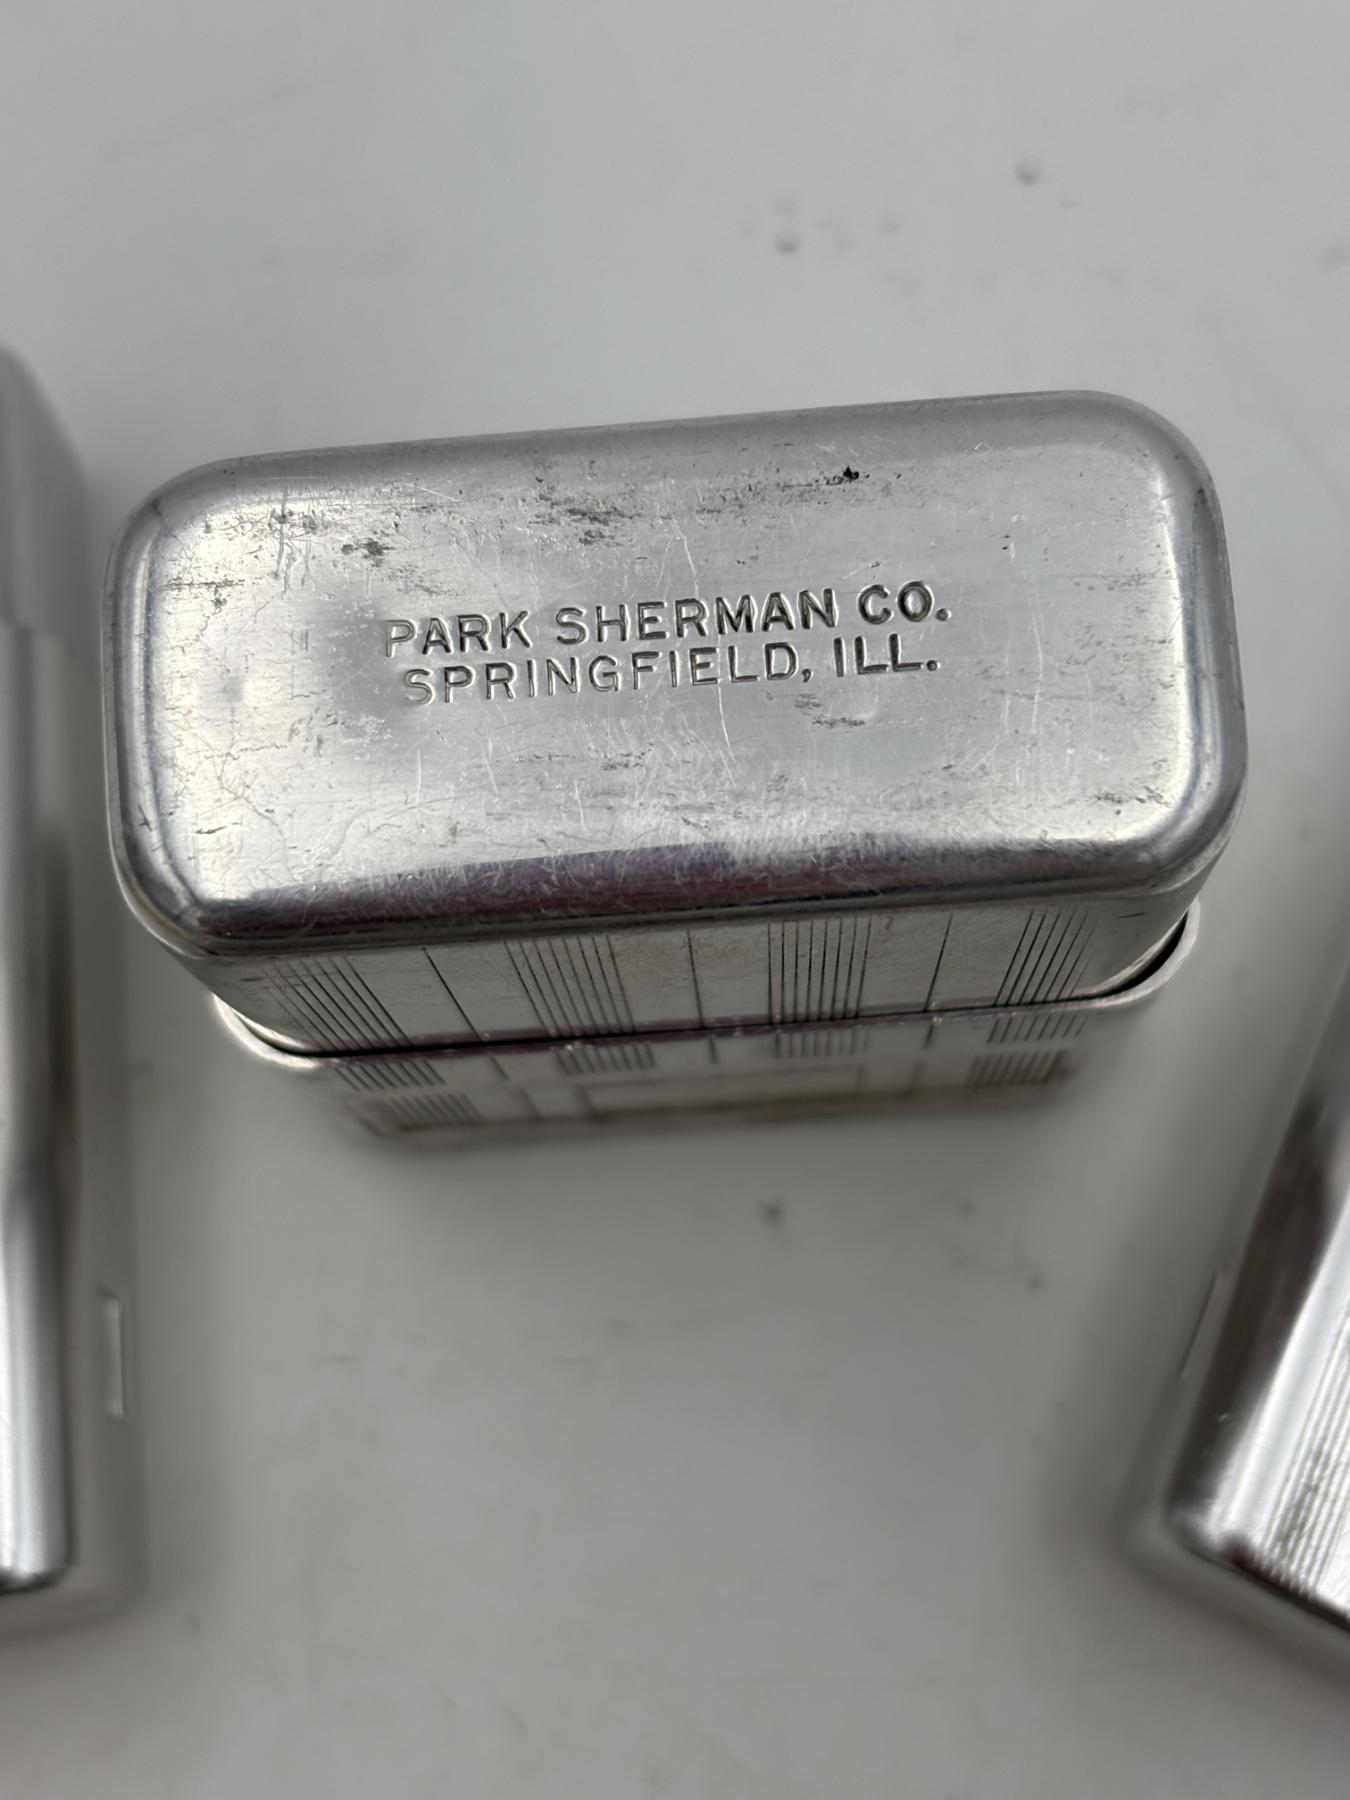 PARK SHERMAN CO.
SPRINGFIELD, ILL.